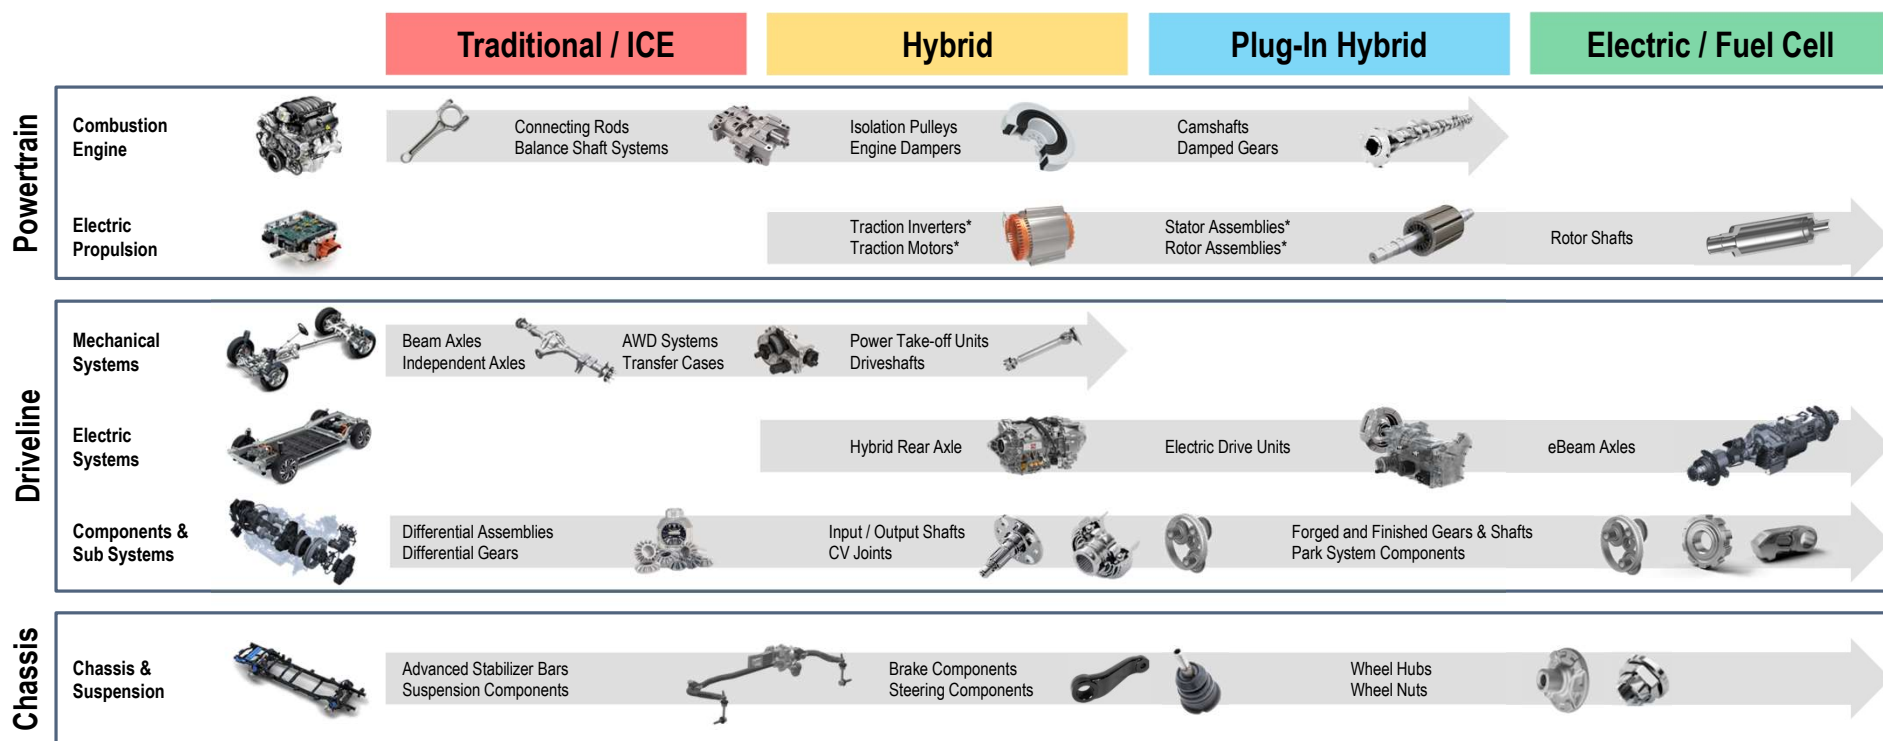 Traditional / ICE
Hybrid
Plug-In Hybrid
Electric / Fuel Cell
Powertrain
Combustion
Engine
Connecting Rods
Balance Shaft Systems
Isolation Pulleys
Engine Dampers
Camshafts
Damped Gears
Electric
Propulsion
Traction Inverters*
Traction Motors*
Stator Assemblies*
Rotor Assemblies*
Rotor Shafts
Driveline
Mechanical
Systems
Beam Axles
Independent Axles
AWD Systems
Transfer Cases
Power Take-off Units
Driveshafts
Electric
Systems
Hybrid Rear Axle
Electric Drive Units
eBeam Axles
Components &
Sub Systems
Differential Assemblies
Differential Gears
Input / Output Shafts
CV Joints
Forged and Finished Gears & Shafts
Park System Components
Chassis
Chassis &
Suspension
Advanced Stabilizer Bars
Suspension Components
Brake Components
Steering Components
Wheel Hubs
Wheel Nuts